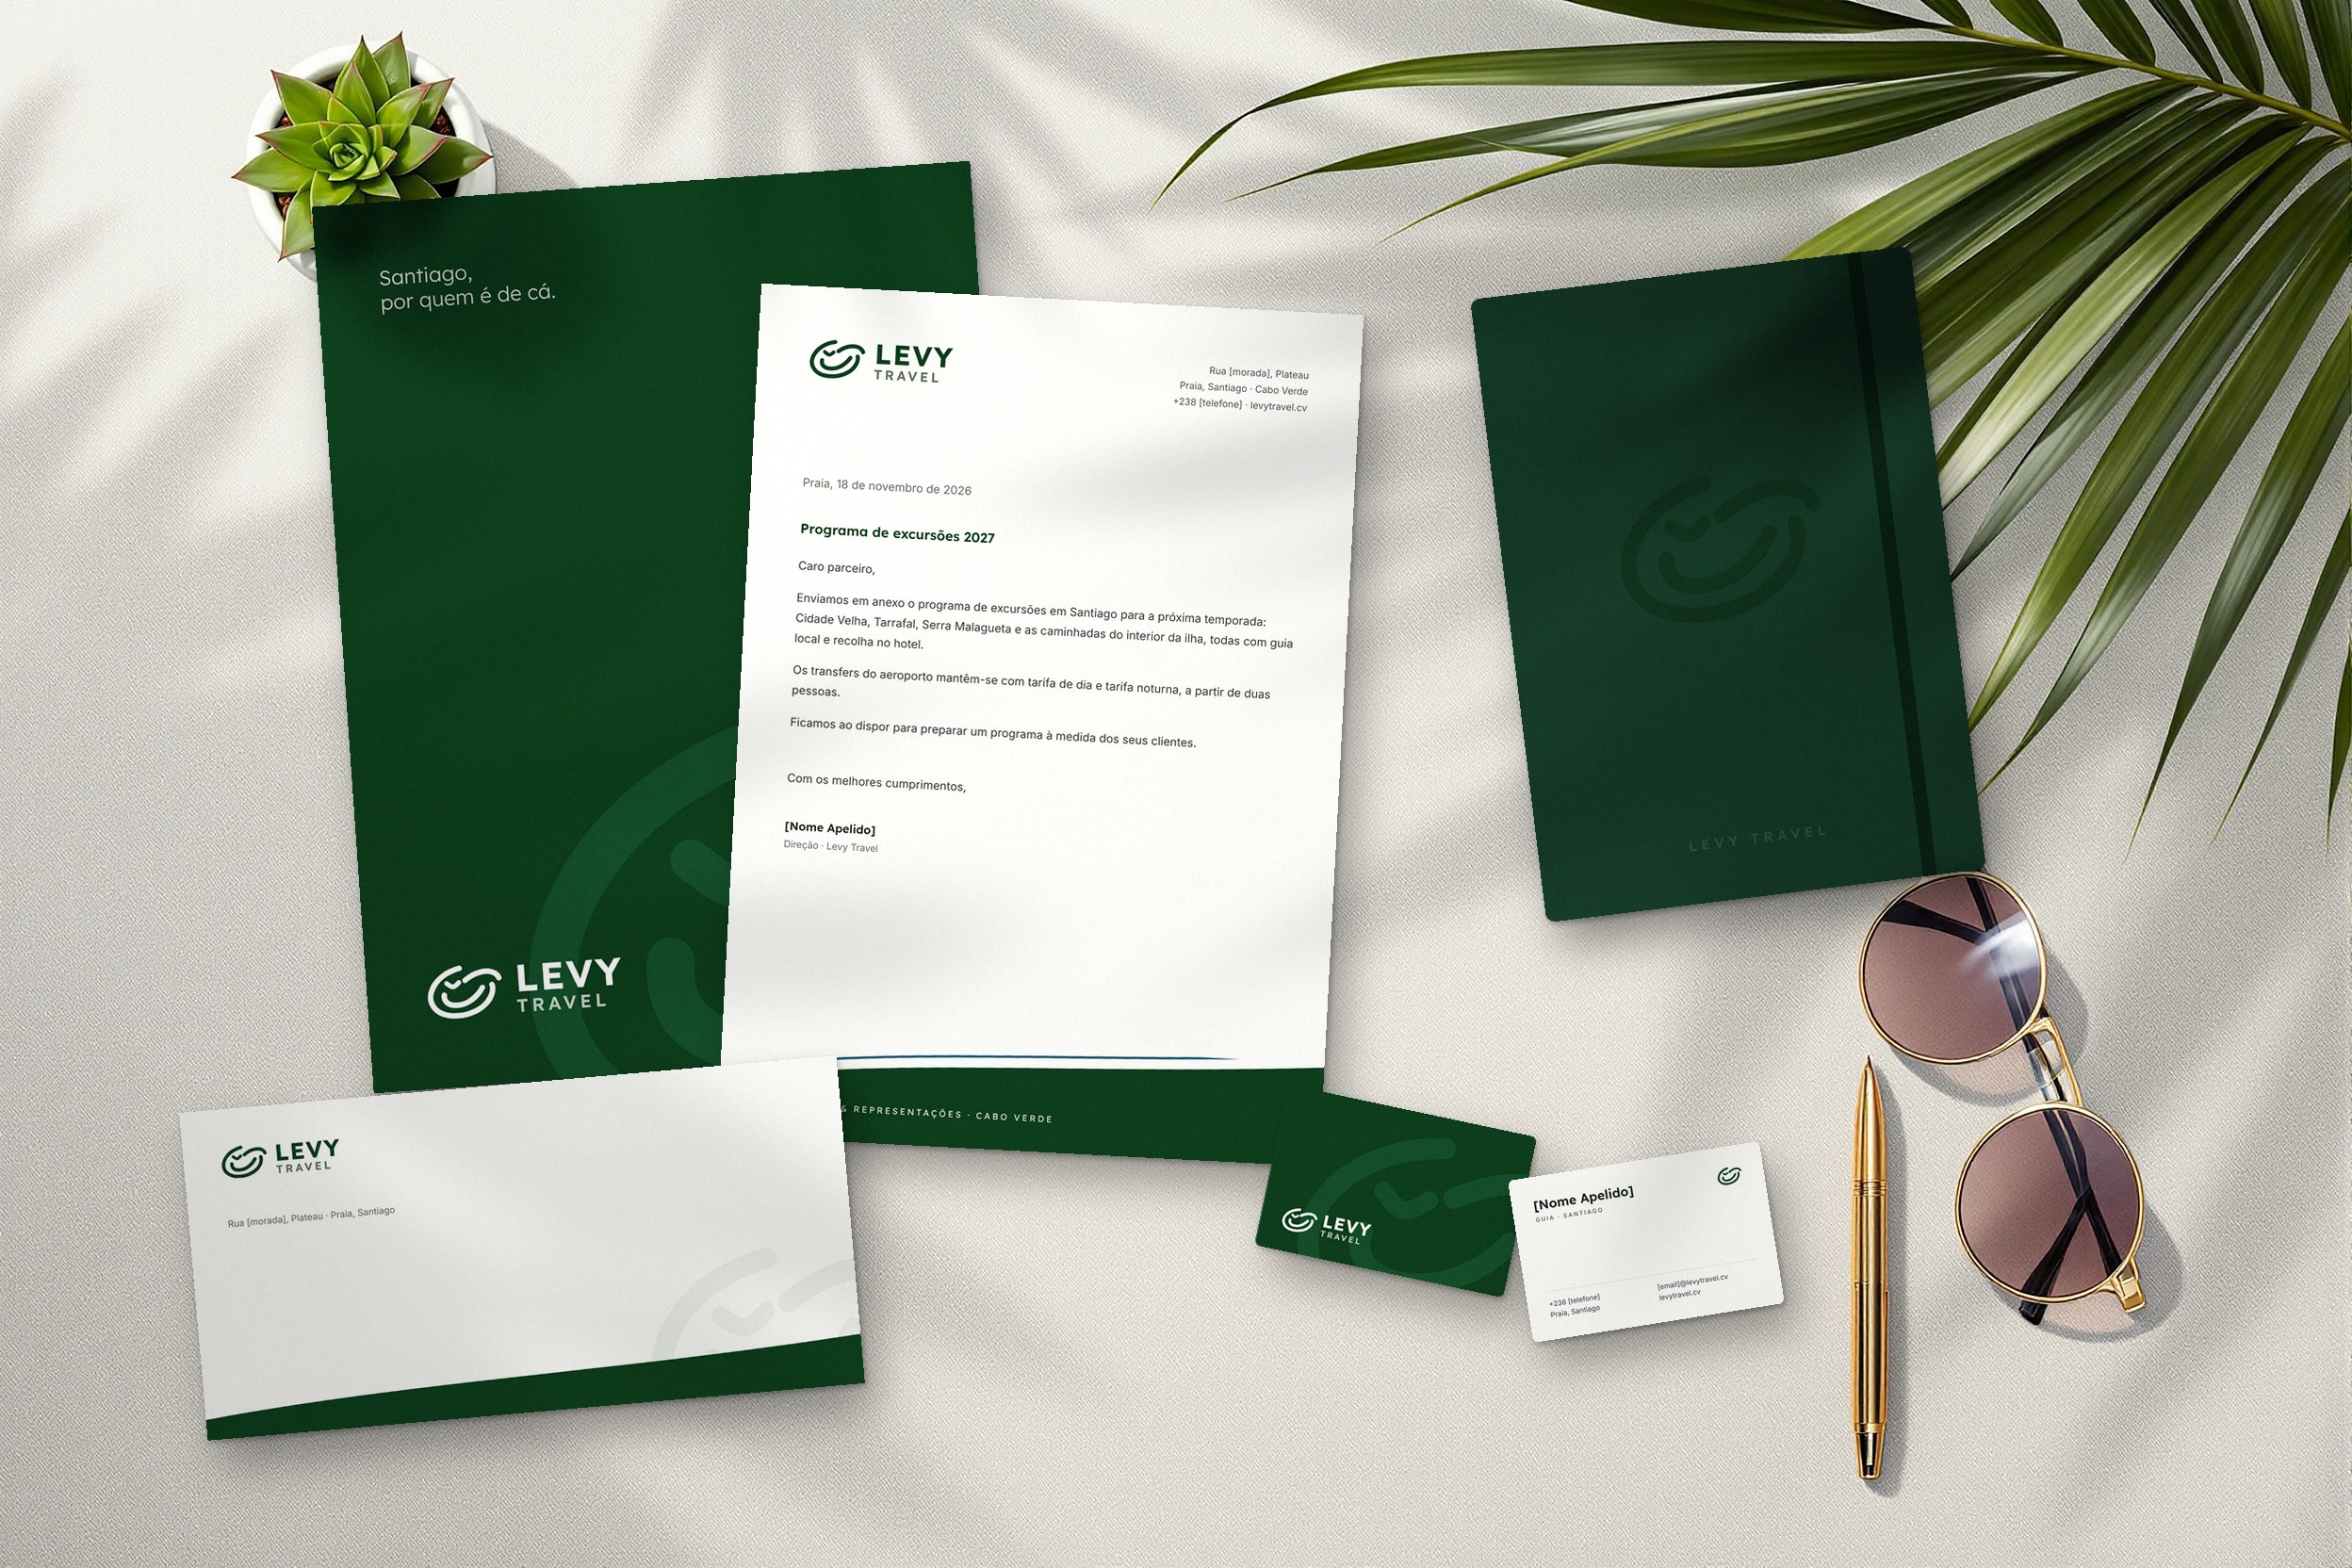 Santiago,
por quem é de cá.
LEVY
TRAVEL
LEVY
TRAVEL
Rua [morada], Plateau
Praia, Santiago · Cabo Verde
+238 [telefone] · levytravel.cv
Praia, 18 de novembro de 2026
Programa de excursões 2027
Caro parceiro,
Enviamos em anexo o programa de excursões em Santiago para a próxima temporada:
Cidade Velha, Tarrafal, Serra Malagueta e as caminhadas do interior da ilha, todas com guia
local e recolha no hotel.
Os transfers do aeroporto mantêm-se com tarifa de dia e tarifa noturna, a partir de duas
pessoas.
Ficamos ao dispor para preparar um programa à medida dos seus clientes.
Com os melhores cumprimentos,
[Nome Apelido]
Direção · Levy Travel
& REPRESENTAÇÕES · CABO VERDE
LEVY TRAVEL
LEVY
TRAVEL
Rua [morada], Plateau · Praia, Santiago
LEVY
TRAVEL
[Nome Apelido]
GUIA · SANTIAGO
+238 [telefone]
Praia, Santiago
[email]@levytravel.cv
levytravel.cv